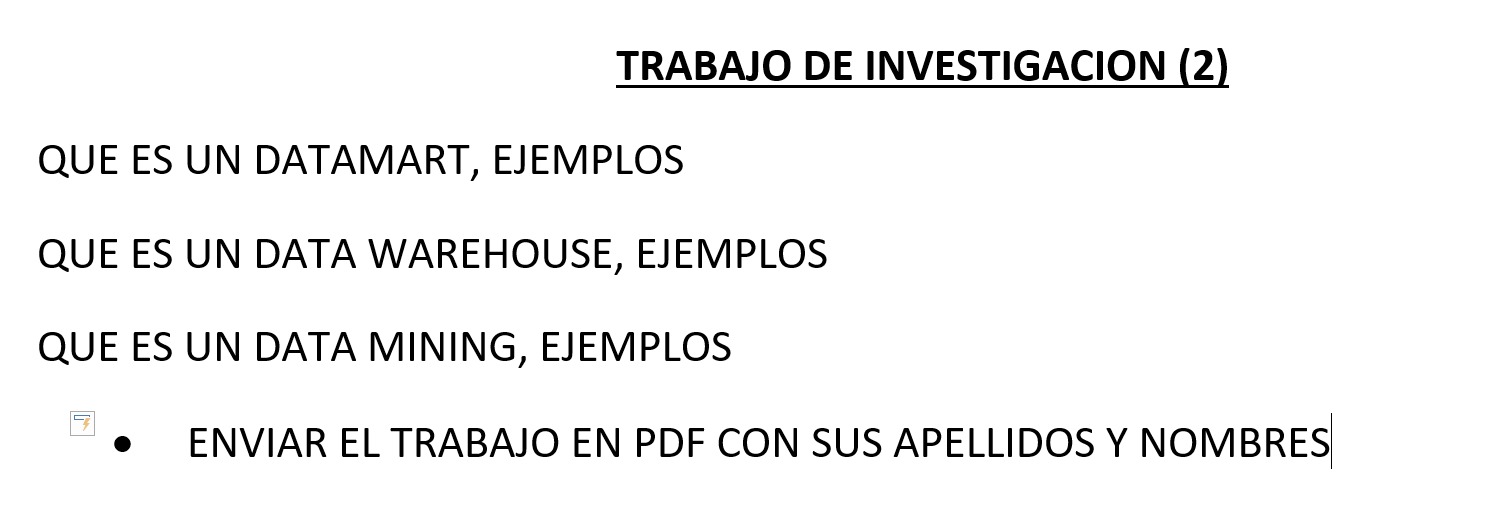 TRABAJO DE INVESTIGACION (2)
QUE ES UN DATAMART, EJEMPLOS
QUE ES UN DATA WAREHOUSE, EJEMPLOS
QUE ES UN DATA MINING, EJEMPLOS
• ENVIAR EL TRABAJO EN PDF CON SUS APELLIDOS Y NOMBRES